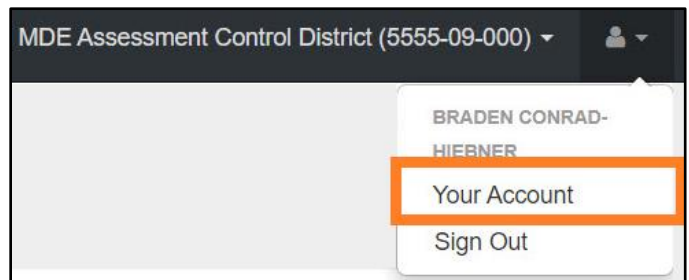 MDE Assessment Control District (5555-09-000)
BRADEN CONRAD-
HIEBNER
Your Account
Sign Out